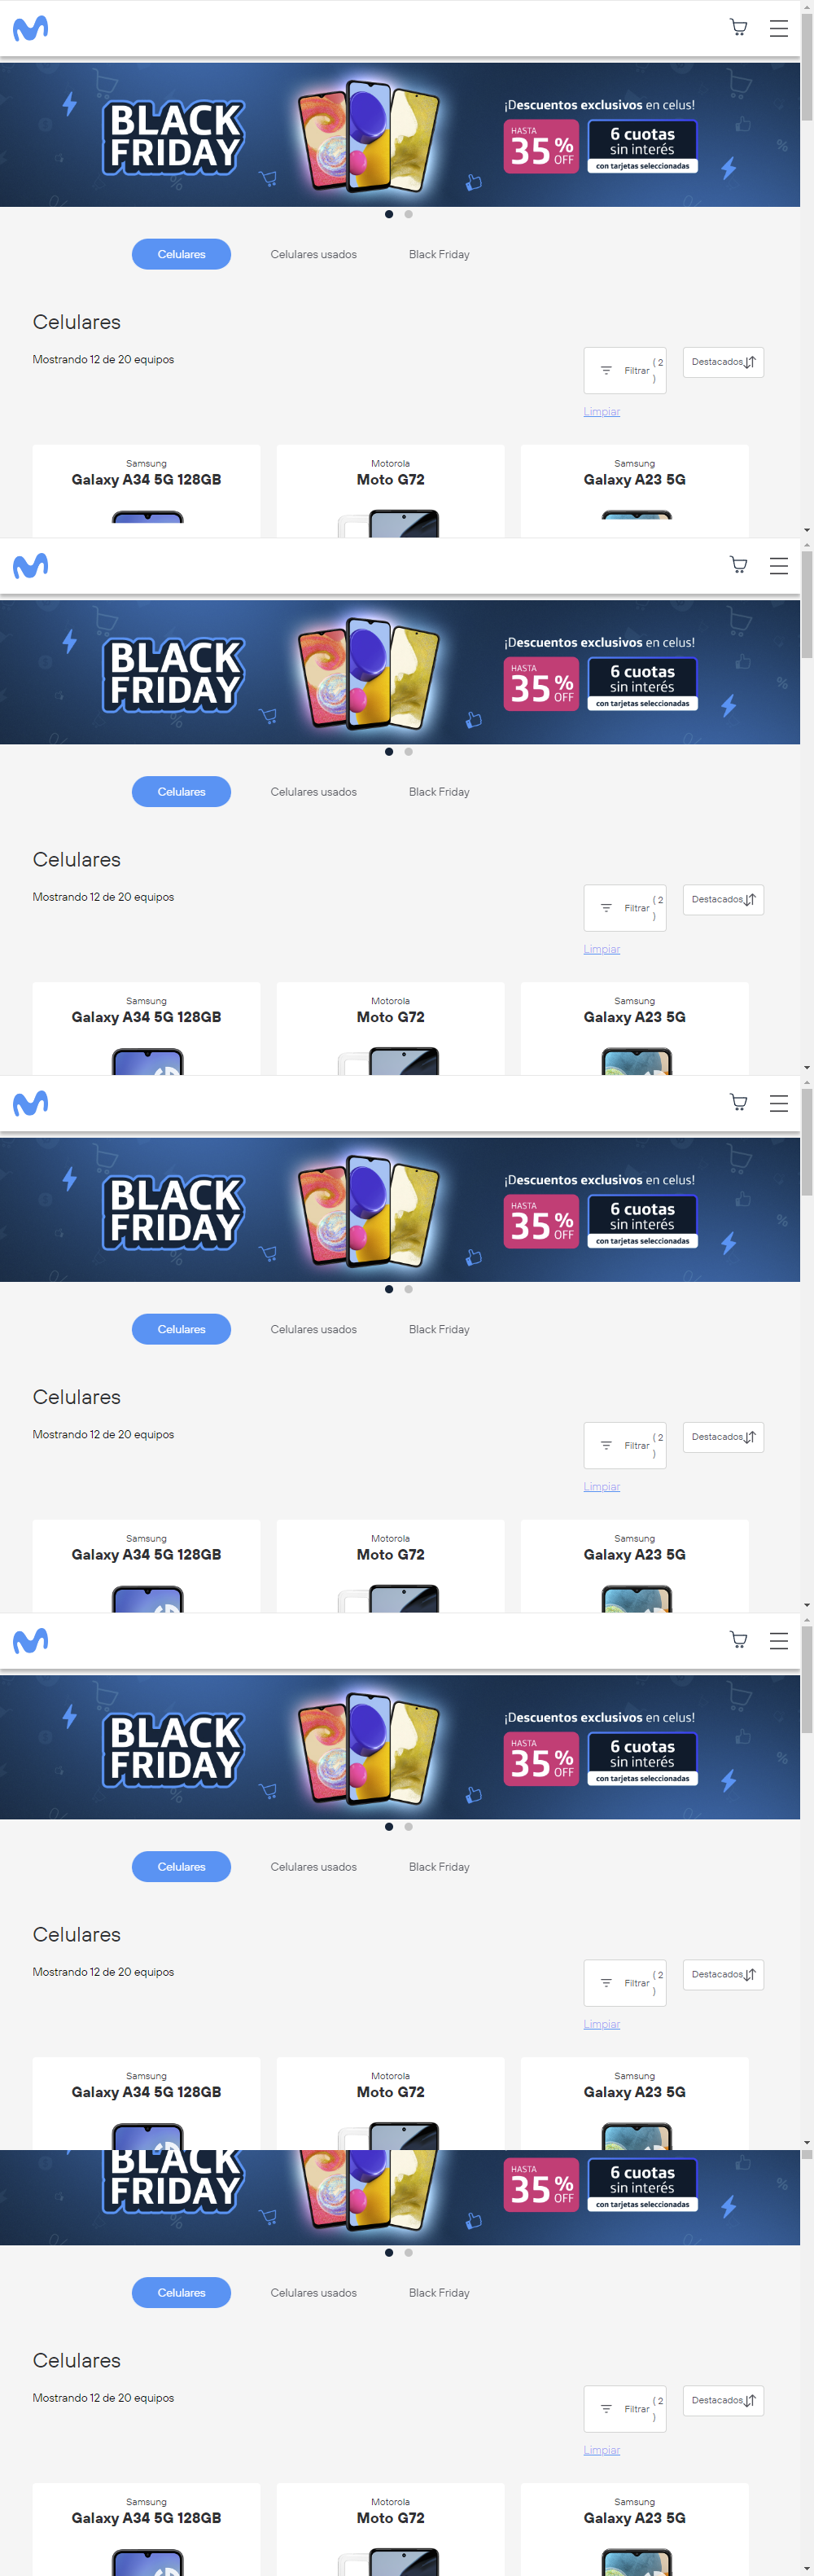 BLACK
FRIDAY
¡Descuentos exclusivos en celus!
HASTA
35% OFF
6 cuotas
sin interés
con tarjetas seleccionadas
Celulares
Celulares usados
Black Friday
Celulares
Mostrando 12 de 20 equipos
Filtrar ( 2 )
Destacados
Limpiar
Samsung
Galaxy A34 5G 128GB
Motorola
Moto G72
Samsung
Galaxy A23 5G
BLACK
FRIDAY
¡Descuentos exclusivos en celus!
HASTA
35% OFF
6 cuotas
sin interés
con tarjetas seleccionadas
Celulares
Celulares usados
Black Friday
Celulares
Mostrando 12 de 20 equipos
Filtrar ( 2 )
Destacados
Limpiar
Samsung
Galaxy A34 5G 128GB
Motorola
Moto G72
Samsung
Galaxy A23 5G
BLACK
FRIDAY
¡Descuentos exclusivos en celus!
HASTA
35% OFF
6 cuotas
sin interés
con tarjetas seleccionadas
Celulares
Celulares usados
Black Friday
Celulares
Mostrando 12 de 20 equipos
Filtrar ( 2 )
Destacados
Limpiar
Samsung
Galaxy A34 5G 128GB
Motorola
Moto G72
Samsung
Galaxy A23 5G
BLACK
FRIDAY
¡Descuentos exclusivos en celus!
HASTA
35% OFF
6 cuotas
sin interés
con tarjetas seleccionadas
Celulares
Celulares usados
Black Friday
Celulares
Mostrando 12 de 20 equipos
Filtrar ( 2 )
Destacados
Limpiar
Samsung
Galaxy A34 5G 128GB
Motorola
Moto G72
Samsung
Galaxy A23 5G
BLACK
FRIDAY
HASTA
35% OFF
6 cuotas
sin interés
con tarjetas seleccionadas
Celulares
Celulares usados
Black Friday
Celulares
Mostrando 12 de 20 equipos
Filtrar ( 2 )
Destacados
Limpiar
Samsung
Galaxy A34 5G 128GB
Motorola
Moto G72
Samsung
Galaxy A23 5G